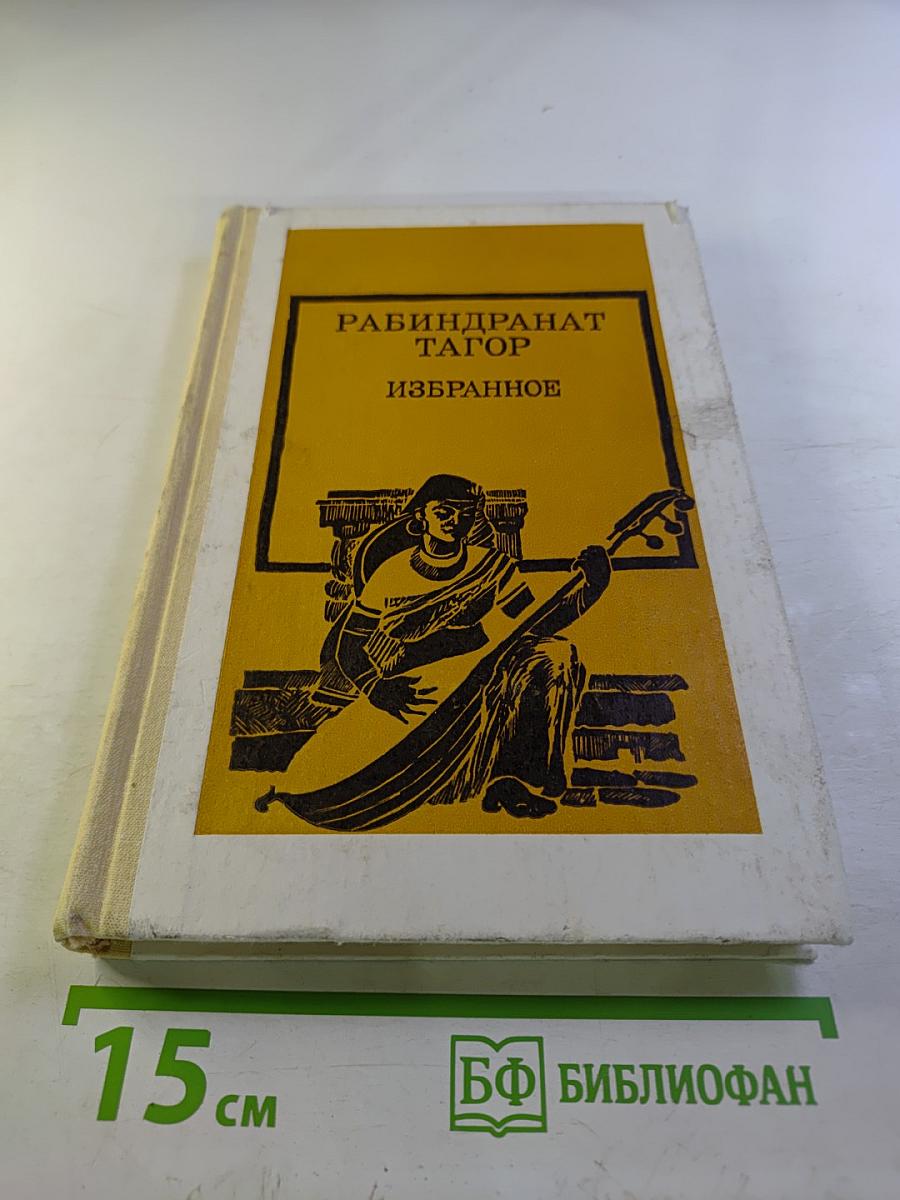 РАБИНДРАНАТ
ТАГОР
ИЗБРАННОЕ
15 см
БФ БИБЛИОФАН